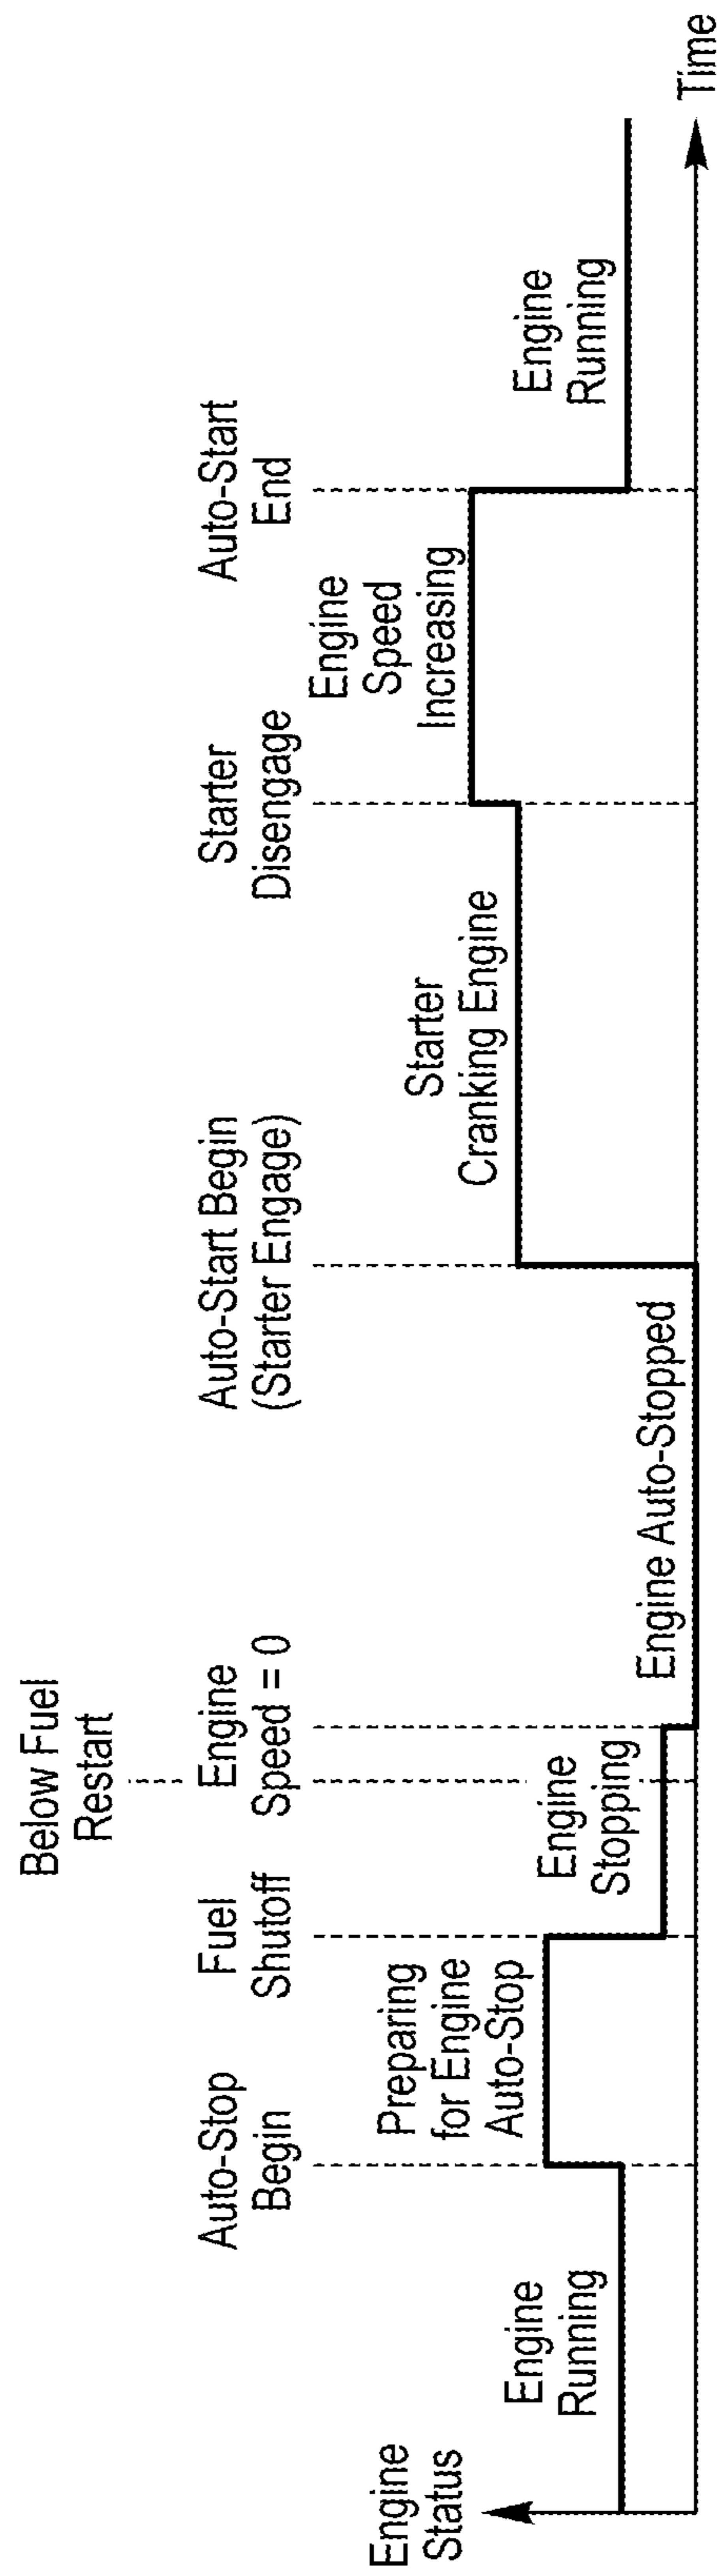 Below Fuel
Restart
Auto-Stop
Begin
Fuel
Shutoff
Engine
Speed = 0
Auto-Start Begin
(Starter Engage)
Starter
Disengage
Auto-Start
End
Engine
Status
Engine
Running
Preparing
for Engine
Auto-Stop
Engine
Stopping
Engine Auto-Stopped
Starter
Cranking Engine
Engine
Speed
Increasing
Engine
Running
Time